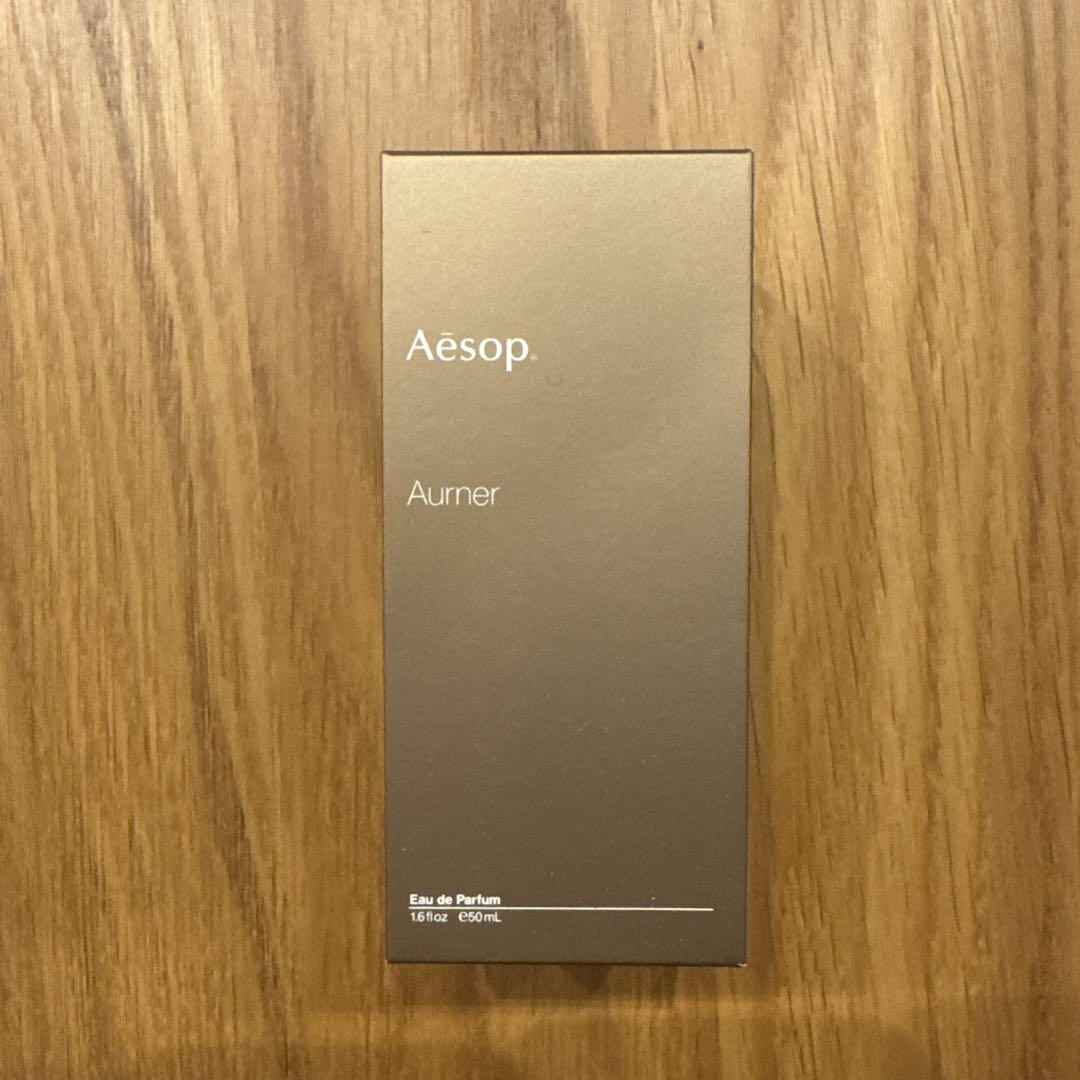 Aēsop.
Aurner
Eau de Parfum
1.6 fl oz ℮50 mL